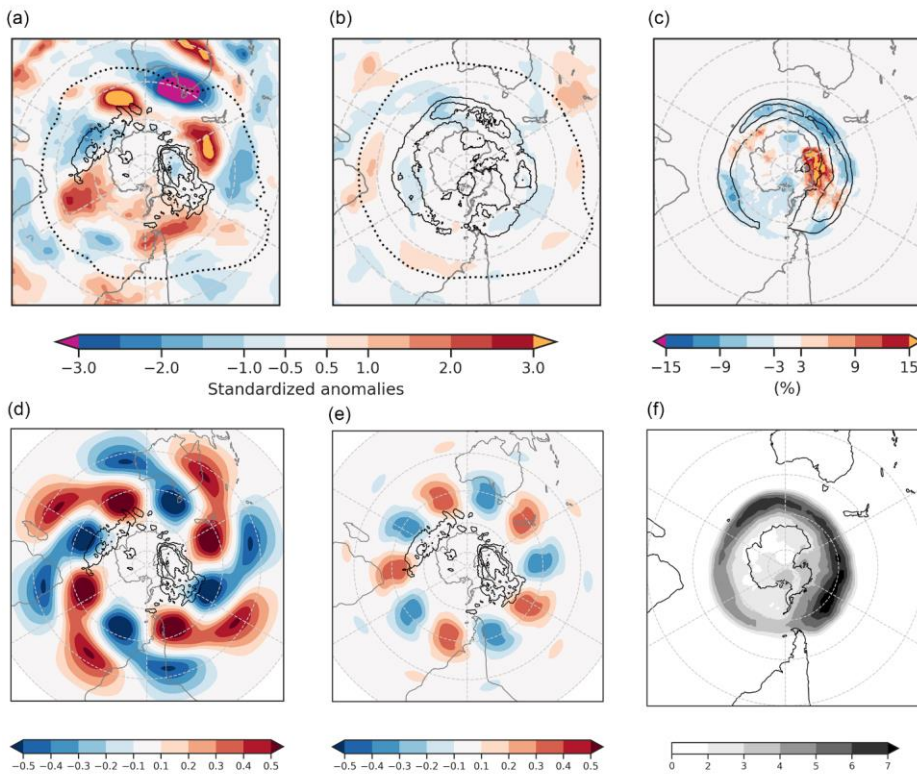 (a)
(b)
(c)
−3.0 −2.0 −1.0 −0.5 0.5 1.0 2.0 3.0
Standardized anomalies
−15 −9 −3 3 9 15
(%)
(d)
(e)
(f)
−0.5 −0.4 −0.3 −0.2 −0.1 0.1 0.2 0.3 0.4 0.5
−0.5 −0.4 −0.3 −0.2 −0.1 0.1 0.2 0.3 0.4 0.5
0 2 3 4 5 6 7